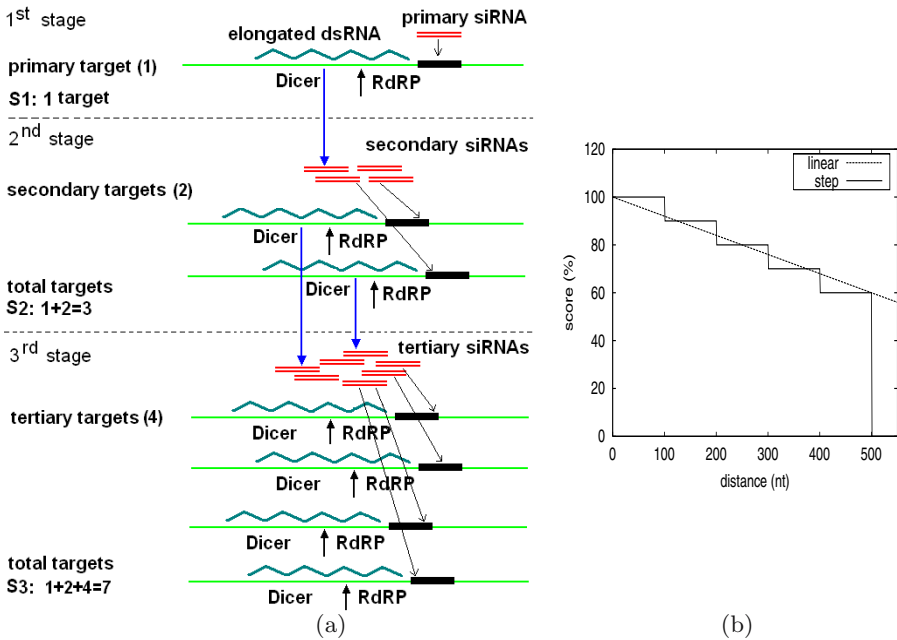 1st stage
primary siRNA
elongated dsRNA
primary target (1)
Dicer
RdRP
S1: 1 target
2nd stage
secondary siRNAs
secondary targets (2)
Dicer
RdRP
Dicer
RdRP
total targets
S2: 1+2=3
3rd stage
tertiary siRNAs
tertiary targets (4)
Dicer
RdRP
Dicer
RdRP
Dicer
RdRP
total targets
S3: 1+2+4=7
Dicer
RdRP
(a)
120
100
80
60
40
20
0
score (%)
linear
step
0 100 200 300 400 500
distance (nt)
(b)